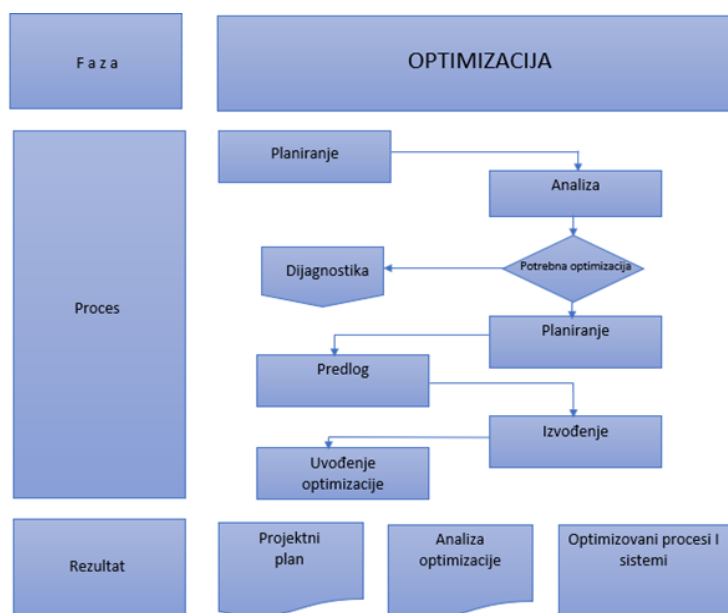 F a z a
OPTIMIZACIJA
Proces
Planiranje
Analiza
Potrebna optimizacija
Dijagnostika
Planiranje
Predlog
Izvođenje
Uvođenje
optimizacije
Rezultat
Projektni
plan
Analiza
optimizacije
Optimizovani procesi I
sistemi